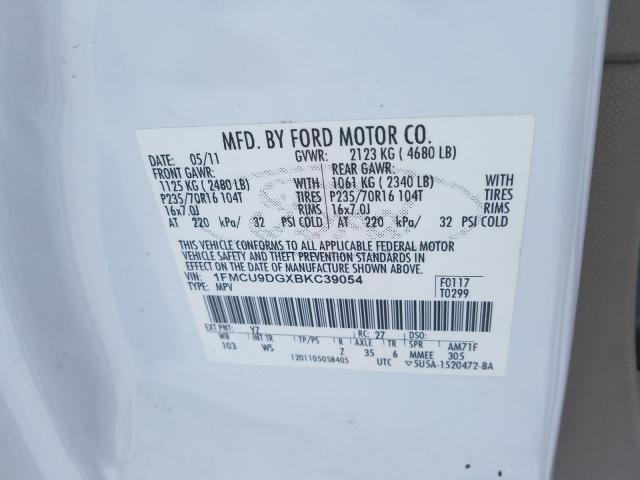 MFD. BY FORD MOTOR CO.
DATE: 05/11 GVWR: 2123 KG ( 4680 LB)
FRONT GAWR: REAR GAWR:
1125 KG ( 2480 LB) WITH 1061 KG ( 2340 LB) WITH
P235/70R16 104T TIRES P235/70R16 104T TIRES
16x7.0J RIMS 16x7.0J RIMS
AT 220 kPa/ 32 PSI COLD AT 220 kPa/ 32 PSI COLD
THIS VEHICLE CONFORMS TO ALL APPLICABLE FEDERAL MOTOR
VEHICLE SAFETY AND THEFT PREVENTION STANDARDS IN
EFFECT ON THE DATE OF MANUFACTURE SHOWN ABOVE.
VIN: 1FMCU9DGXBKC39054 F0117
TYPE: MPV T0299
EXT PNT: YZ RC: 27 DSO:
WB INT TR TP/PS R AXLE TR SPR AM71F
103 WS Z 35 6 MMEE 305
1201105058405 UTC 5U5A-1520472-BA